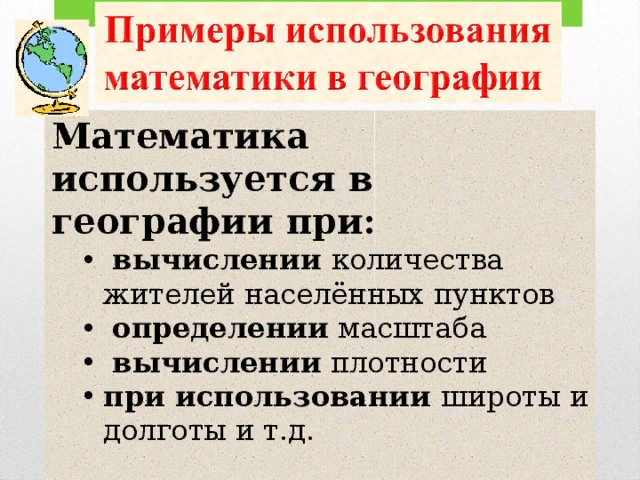 Примеры использования
математики в географии
Математика
используется в
географии при:
• вычислении количества
жителей населённых пунктов
• определении масштаба
• вычислении плотности
• при использовании широты и
долготы и т.д.